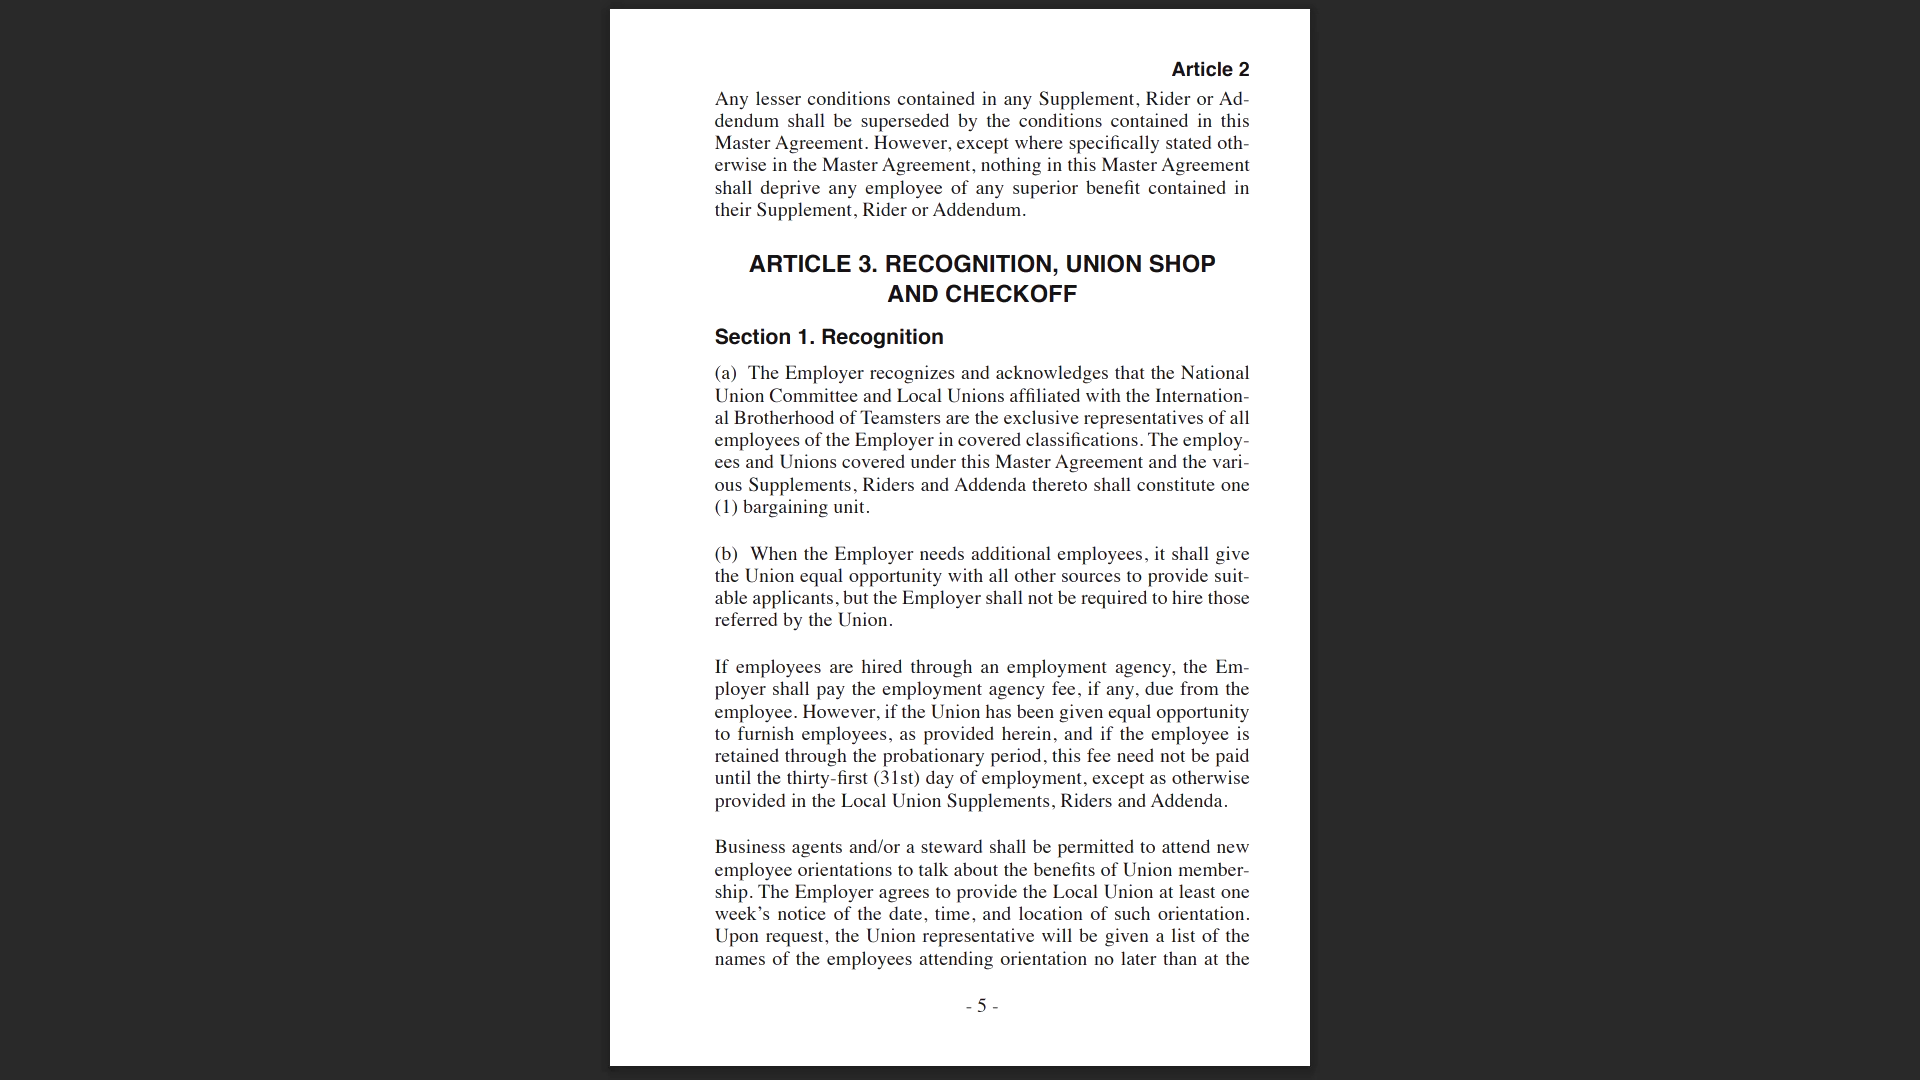 Article 2
Any lesser conditions contained in any Supplement, Rider or Ad-
dendum shall be superseded by the conditions contained in this
Master Agreement. However, except where specifically stated oth-
erwise in the Master Agreement, nothing in this Master Agreement
shall deprive any employee of any superior benefit contained in
their Supplement, Rider or Addendum.
ARTICLE 3. RECOGNITION, UNION SHOP
AND CHECKOFF
Section 1. Recognition
(a) The Employer recognizes and acknowledges that the National
Union Committee and Local Unions affiliated with the Internation-
al Brotherhood of Teamsters are the exclusive representatives of all
employees of the Employer in covered classifications. The employ-
ees and Unions covered under this Master Agreement and the vari-
ous Supplements, Riders and Addenda thereto shall constitute one
(1) bargaining unit.
(b) When the Employer needs additional employees, it shall give
the Union equal opportunity with all other sources to provide suit-
able applicants, but the Employer shall not be required to hire those
referred by the Union.
If employees are hired through an employment agency, the Em-
ployer shall pay the employment agency fee, if any, due from the
employee. However, if the Union has been given equal opportunity
to furnish employees, as provided herein, and if the employee is
retained through the probationary period, this fee need not be paid
until the thirty-first (31st) day of employment, except as otherwise
provided in the Local Union Supplements, Riders and Addenda.
Business agents and/or a steward shall be permitted to attend new
employee orientations to talk about the benefits of Union member-
ship. The Employer agrees to provide the Local Union at least one
week’s notice of the date, time, and location of such orientation.
Upon request, the Union representative will be given a list of the
names of the employees attending orientation no later than at the
- 5 -